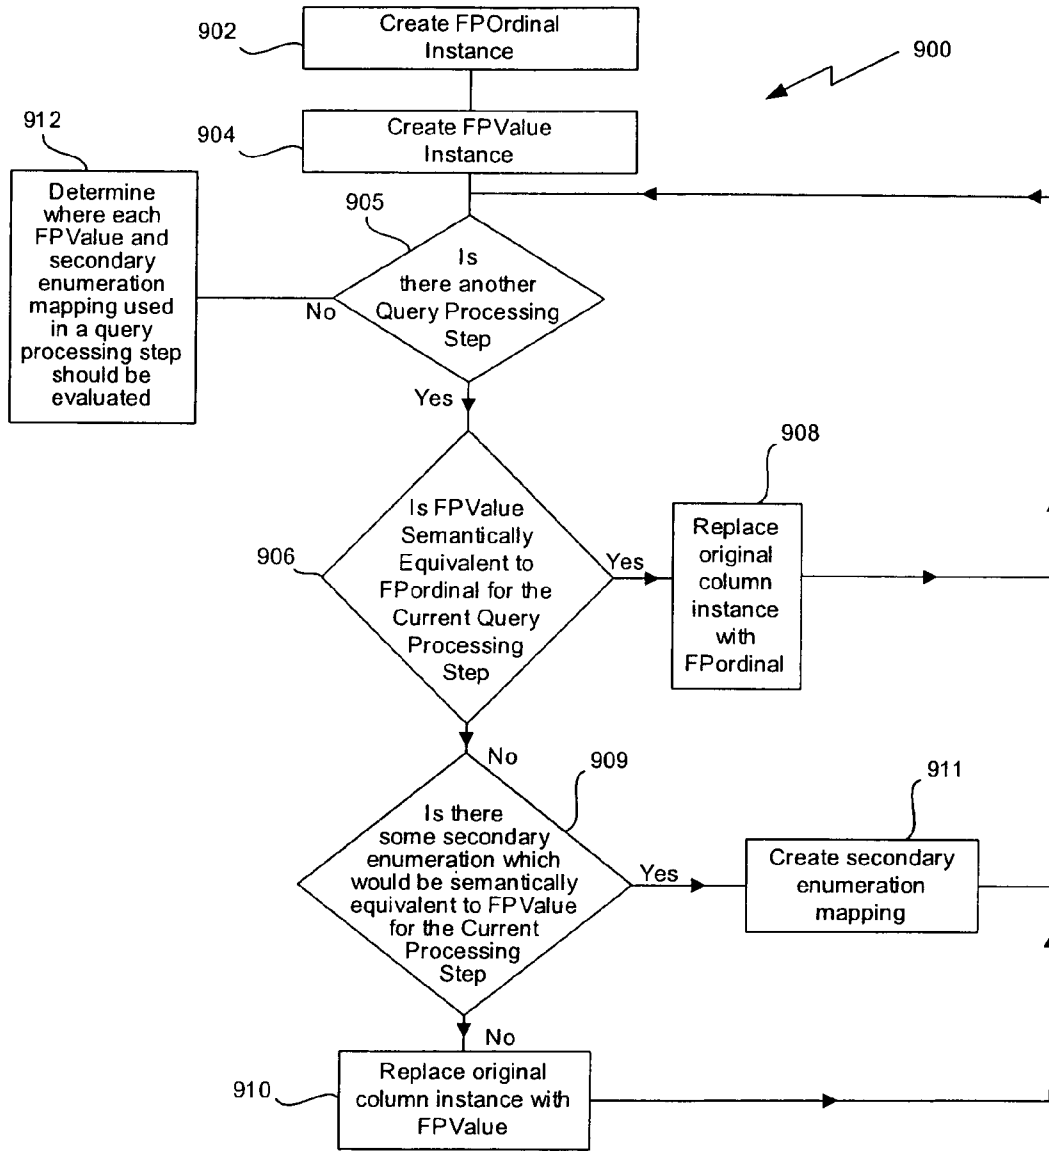 902
Create FPOrdinal
Instance
900
904
Create FPValue
Instance
912
Determine
where each
FPValue and
secondary
enumeration
mapping used
in a query
processing step
should be
evaluated
905
Is
there another
Query Processing
Step
No
Yes
906
Is FPValue
Semantically
Equivalent to
FPordinal for the
Current Query
Processing
Step
Yes
908
Replace
original
column
instance
with
FPordinal
No
909
Is there
some secondary
enumeration which
would be semantically
equivalent to FPValue
for the Current
Processing
Step
Yes
911
Create secondary
enumeration
mapping
No
910
Replace original
column instance with
FPValue